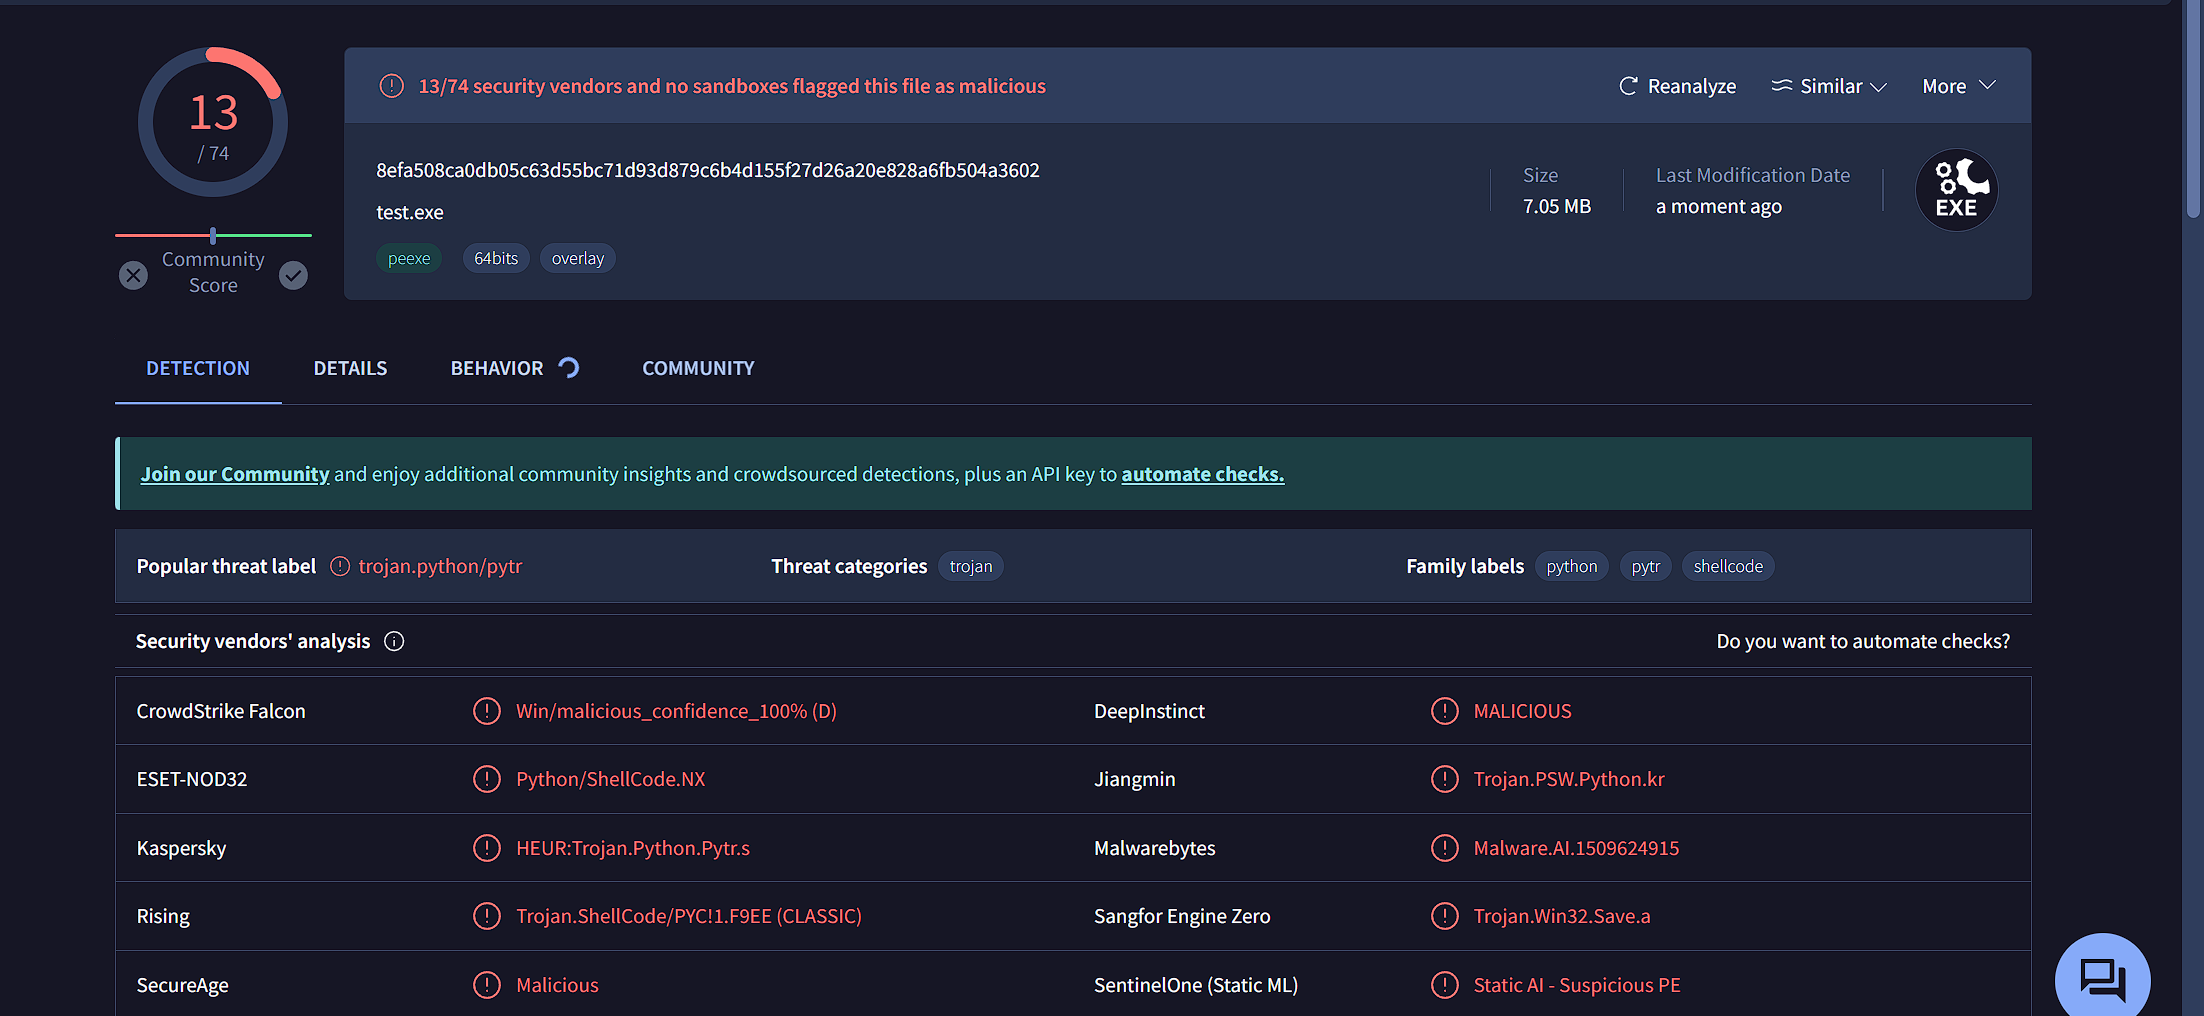 13
/ 74
Community
Score
13/74 security vendors and no sandboxes flagged this file as malicious
Reanalyze
Similar
More
8efa508ca0db05c63d55bc71d93d879c6b4d155f27d26a20e828a6fb504a3602
test.exe
peexe
64bits
overlay
Size
7.05 MB
Last Modification Date
a moment ago
EXE
DETECTION
DETAILS
BEHAVIOR
COMMUNITY
Join our Community and enjoy additional community insights and crowdsourced detections, plus an API key to automate checks.
Popular threat label
trojan.python/pytr
Threat categories
trojan
Family labels
python
pytr
shellcode
Security vendors' analysis
Do you want to automate checks?
CrowdStrike Falcon
Win/malicious_confidence_100% (D)
DeepInstinct
MALICIOUS
ESET-NOD32
Python/ShellCode.NX
Jiangmin
Trojan.PSW.Python.kr
Kaspersky
HEUR:Trojan.Python.Pytr.s
Malwarebytes
Malware.AI.1509624915
Rising
Trojan.ShellCode/PYC!1.F9EE (CLASSIC)
Sangfor Engine Zero
Trojan.Win32.Save.a
SecureAge
Malicious
SentinelOne (Static ML)
Static AI - Suspicious PE